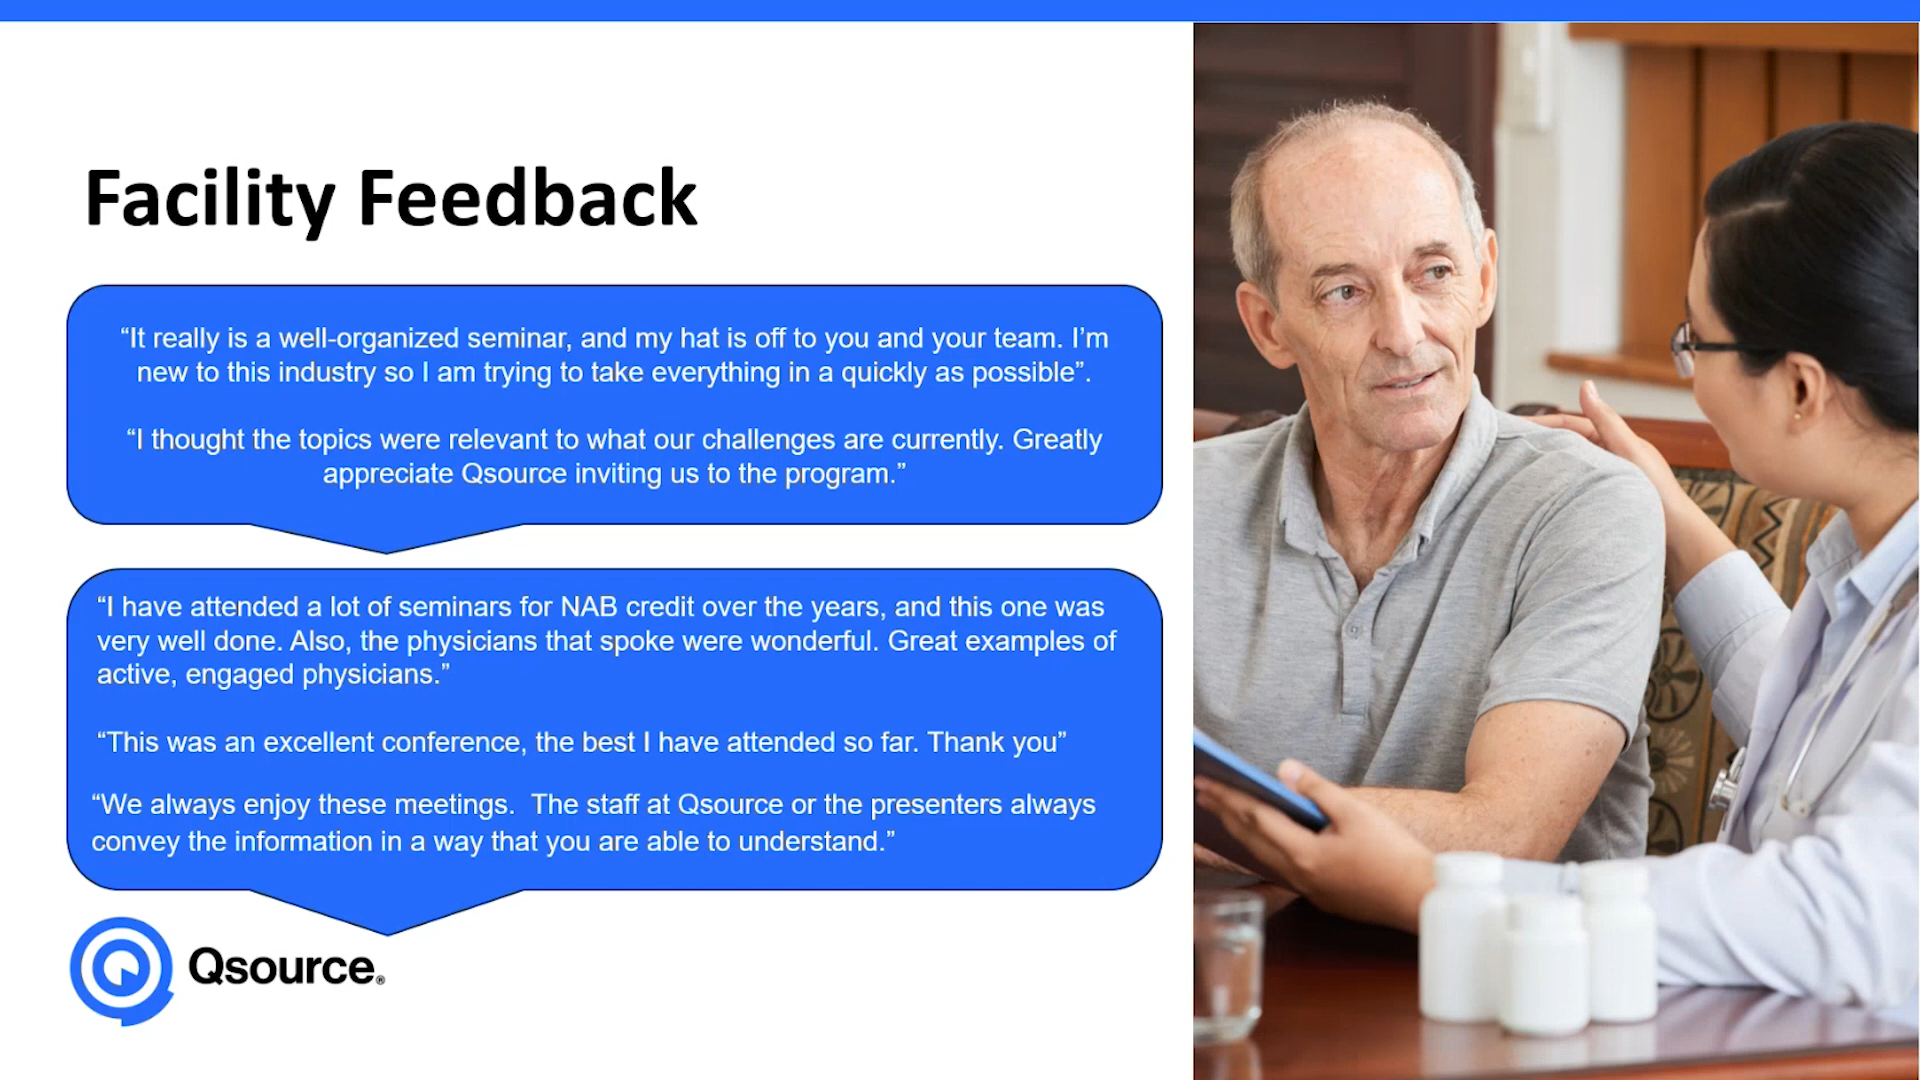 Facility Feedback
“It really is a well-organized seminar, and my hat is off to you and your team. I’m
new to this industry so I am trying to take everything in a quickly as possible”.
“I thought the topics were relevant to what our challenges are currently. Greatly
appreciate Qsource inviting us to the program.”
“I have attended a lot of seminars for NAB credit over the years, and this one was
very well done. Also, the physicians that spoke were wonderful. Great examples of
active, engaged physicians.”
“This was an excellent conference, the best I have attended so far. Thank you”
“We always enjoy these meetings.  The staff at Qsource or the presenters always
convey the information in a way that you are able to understand.”
Qsource®